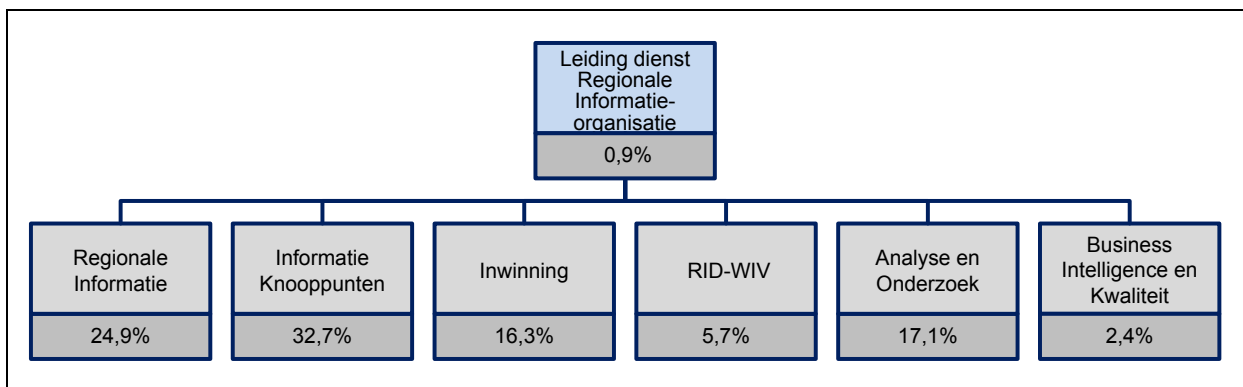 Leiding dienst
Regionale
Informatie-
organisatie
0,9%
Regionale
Informatie
24,9%
Informatie
Knooppunten
32,7%
Inwinning
16,3%
RID-WIV
5,7%
Analyse en
Onderzoek
17,1%
Business
Intelligence en
Kwaliteit
2,4%